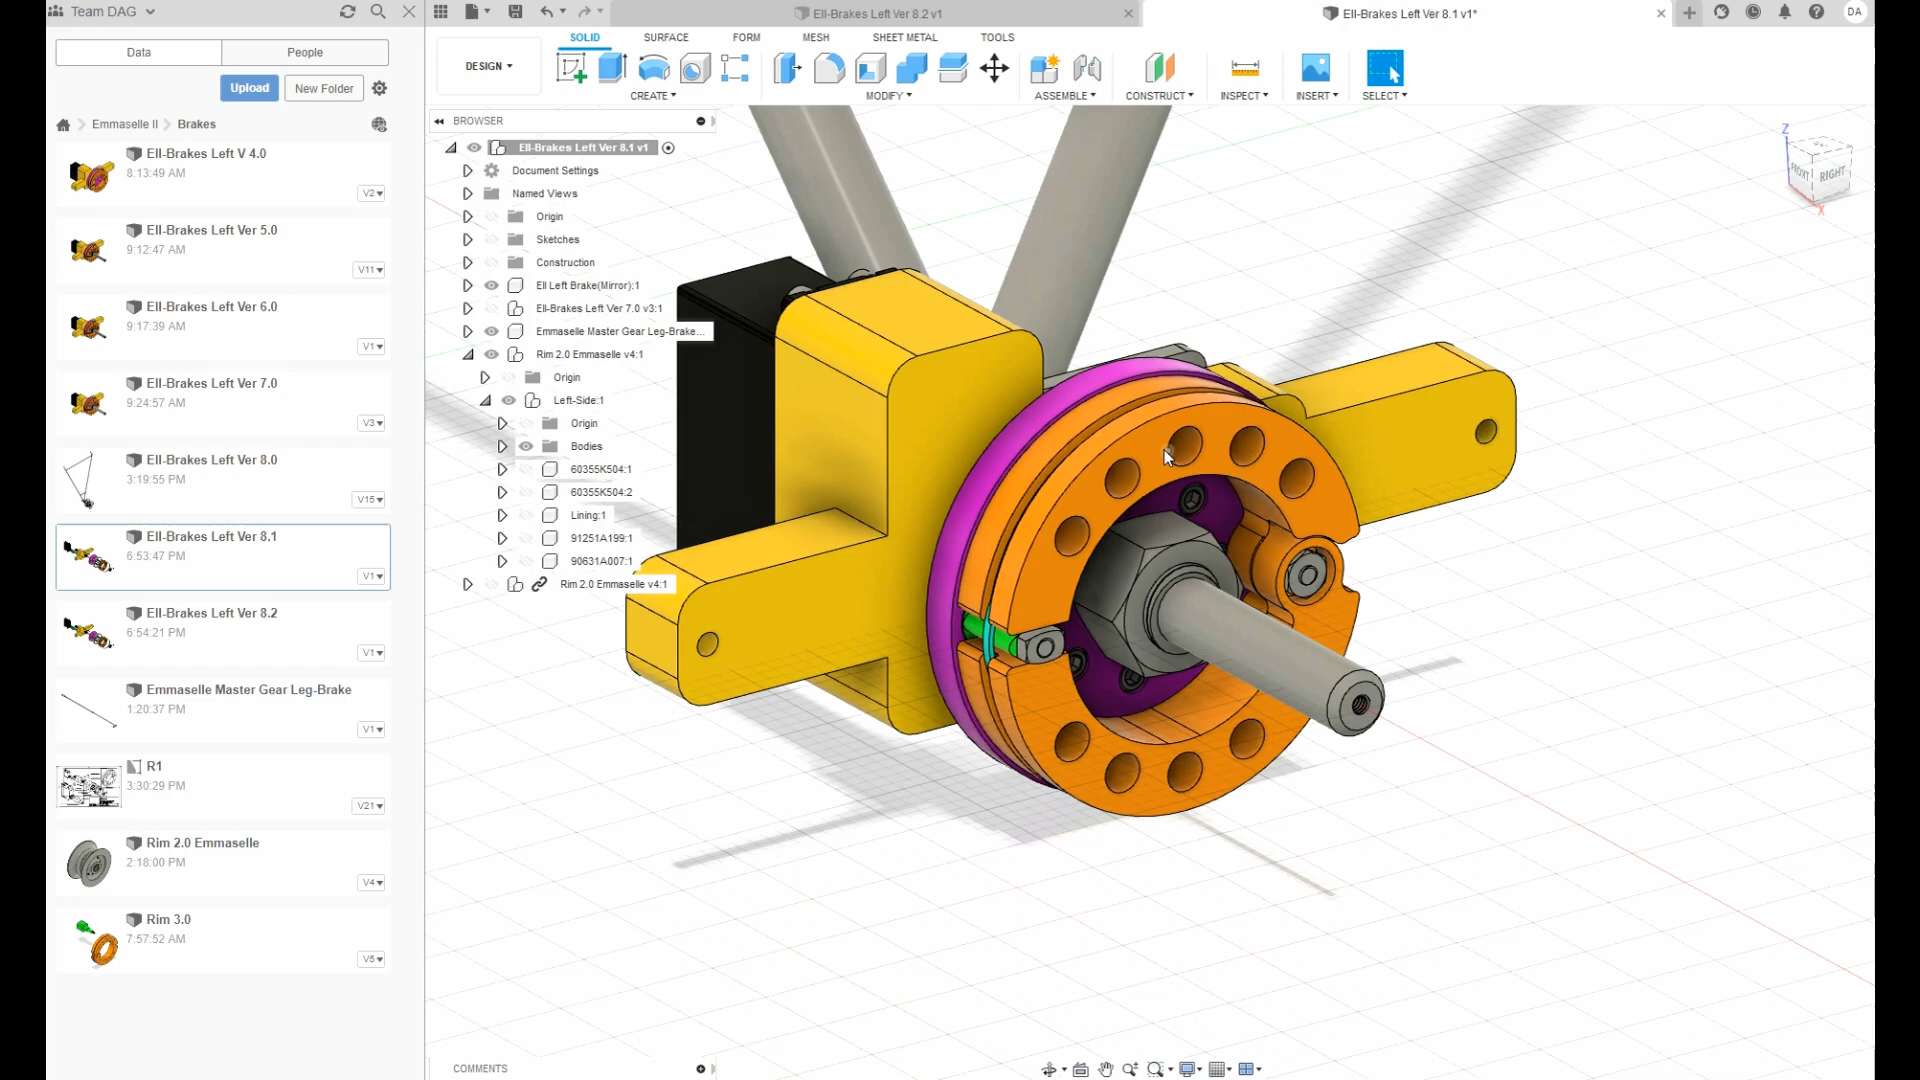 Team DAG
Data
People
Upload
New Folder
Emmaselle II
Brakes
Ell-Brakes Left V 4.0
8:13:49 AM
V2
Ell-Brakes Left Ver 5.0
9:12:47 AM
V11
Ell-Brakes Left Ver 6.0
9:17:39 AM
V1
Ell-Brakes Left Ver 7.0
9:24:57 AM
V3
Ell-Brakes Left Ver 8.0
3:19:55 PM
V15
Ell-Brakes Left Ver 8.1
6:53:47 PM
V1
Ell-Brakes Left Ver 8.2
6:54:21 PM
V1
Emmaselle Master Gear Leg-Brake
1:20:37 PM
V1
R1
3:30:29 PM
V21
Rim 2.0 Emmaselle
2:18:00 PM
V4
Rim 3.0
7:57:52 AM
V5
Ell-Brakes Left Ver 8.2 v1
Ell-Brakes Left Ver 8.1 v1*
DA
SOLID
SURFACE
FORM
MESH
SHEET METAL
TOOLS
DESIGN
CREATE
MODIFY
ASSEMBLE
CONSTRUCT
INSPECT
INSERT
SELECT
BROWSER
Ell-Brakes Left Ver 8.1 v1
Document Settings
Named Views
Origin
Sketches
Construction
Ell Left Brake(Mirror):1
Ell-Brakes Left Ver 7.0 v3:1
Emmaselle Master Gear Leg-Brake...
Rim 2.0 Emmaselle v4:1
Origin
Left-Side:1
Origin
Bodies
60355K504:1
60355K504:2
Lining:1
91251A199:1
90631A007:1
Rim 2.0 Emmaselle v4:1
Z
FRONT
RIGHT
X
COMMENTS